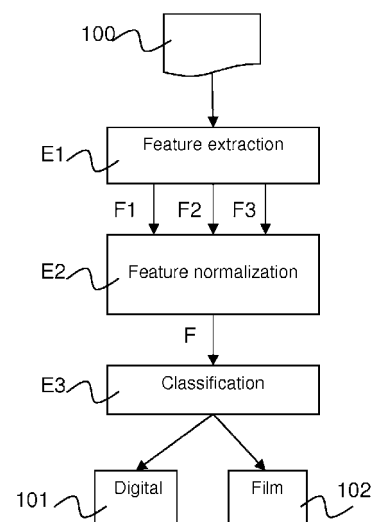 100
Feature extraction
E1
F1 F2 F3
E2 Feature normalization
F
E3 Classification
Digital Film
101 102